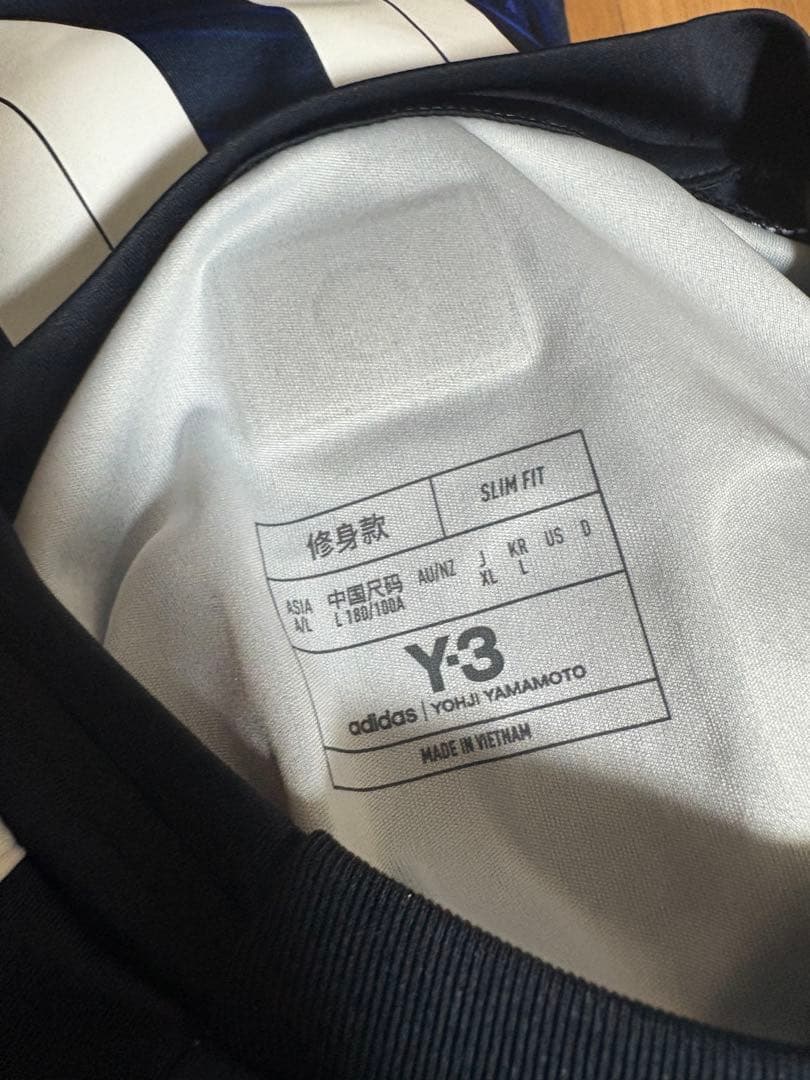 修身款 SLIM FIT
ASIA 中国尺码 AU/NZ J KR US D
A/L L 180/100A XL L
Y-3
adidas | YOHJI YAMAMOTO
MADE IN VIETNAM